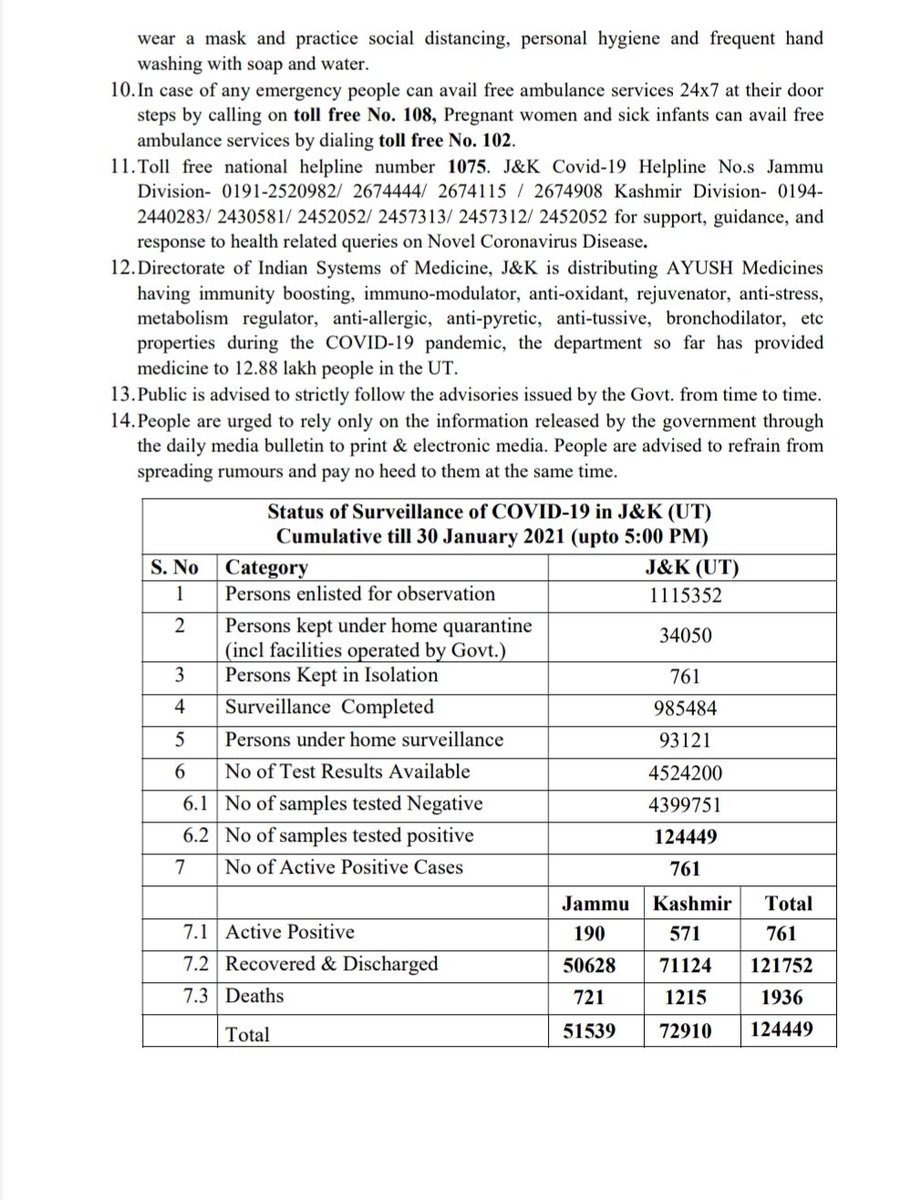 wear a mask and practice social distancing, personal hygiene and frequent hand
washing with soap and water.
10.In case of any emergency people can avail free ambulance services 24x7 at their door
steps by calling on toll free No. 108, Pregnant women and sick infants can avail free
ambulance services by dialing toll free No. 102.
11.Toll free national helpline number 1075. J&K Covid-19 Helpline No.s Jammu
Division- 0191-2520982/ 2674444/ 2674115 / 2674908 Kashmir Division- 0194-
2440283/ 2430581/ 2452052/ 2457313/ 2457312/ 2452052 for support, guidance, and
response to health related queries on Novel Coronavirus Disease.
12.Directorate of Indian Systems of Medicine, J&K is distributing AYUSH Medicines
having immunity boosting, immuno-modulator, anti-oxidant, rejuvenator, anti-stress,
metabolism regulator, anti-allergic, anti-pyretic, anti-tussive, bronchodilator, etc
properties during the COVID-19 pandemic, the department so far has provided
medicine to 12.88 lakh people in the UT.
13.Public is advised to strictly follow the advisories issued by the Govt. from time to time.
14.People are urged to rely only on the information released by the government through
the daily media bulletin to print & electronic media. People are advised to refrain from
spreading rumours and pay no heed to them at the same time.
Status of Surveillance of COVID-19 in J&K (UT)
Cumulative till 30 January 2021 (upto 5:00 PM)
S. No Category J&K (UT)
1 Persons enlisted for observation 1115352
2 Persons kept under home quarantine
(incl facilities operated by Govt.) 34050
3 Persons Kept in Isolation 761
4 Surveillance Completed 985484
5 Persons under home surveillance 93121
6 No of Test Results Available 4524200
6.1 No of samples tested Negative 4399751
6.2 No of samples tested positive 124449
7 No of Active Positive Cases 761
Jammu Kashmir Total
7.1 Active Positive 190 571 761
7.2 Recovered & Discharged 50628 71124 121752
7.3 Deaths 721 1215 1936
Total 51539 72910 124449